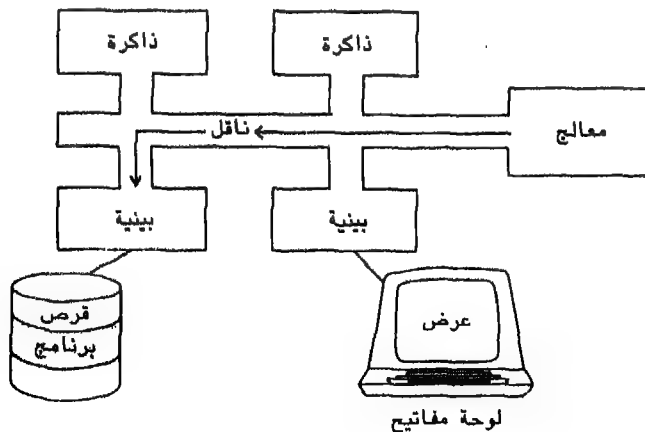 ذاكرة
ذاكرة
معالج
ناقل
بينية
بينية
عرض
قرص
برنامج
لوحة مفاتيح